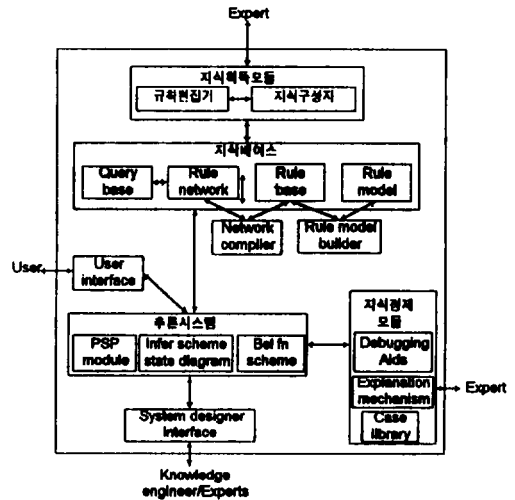 Expert
지식획득모듈
규칙편집기
지식구성자
지식베이스
Query
base
Rule
network
Rule
base
Rule
model
Network
compiler
Rule model
builder
User
User
interface
추론시스템
PSP
module
Infer scheme
state diagram
Bel fn
scheme
지식정제
모듈
Debugging
Aids
Explanation
mechanism
Case
library
Expert
System designer
interface
Knowledge
engineer/Experts